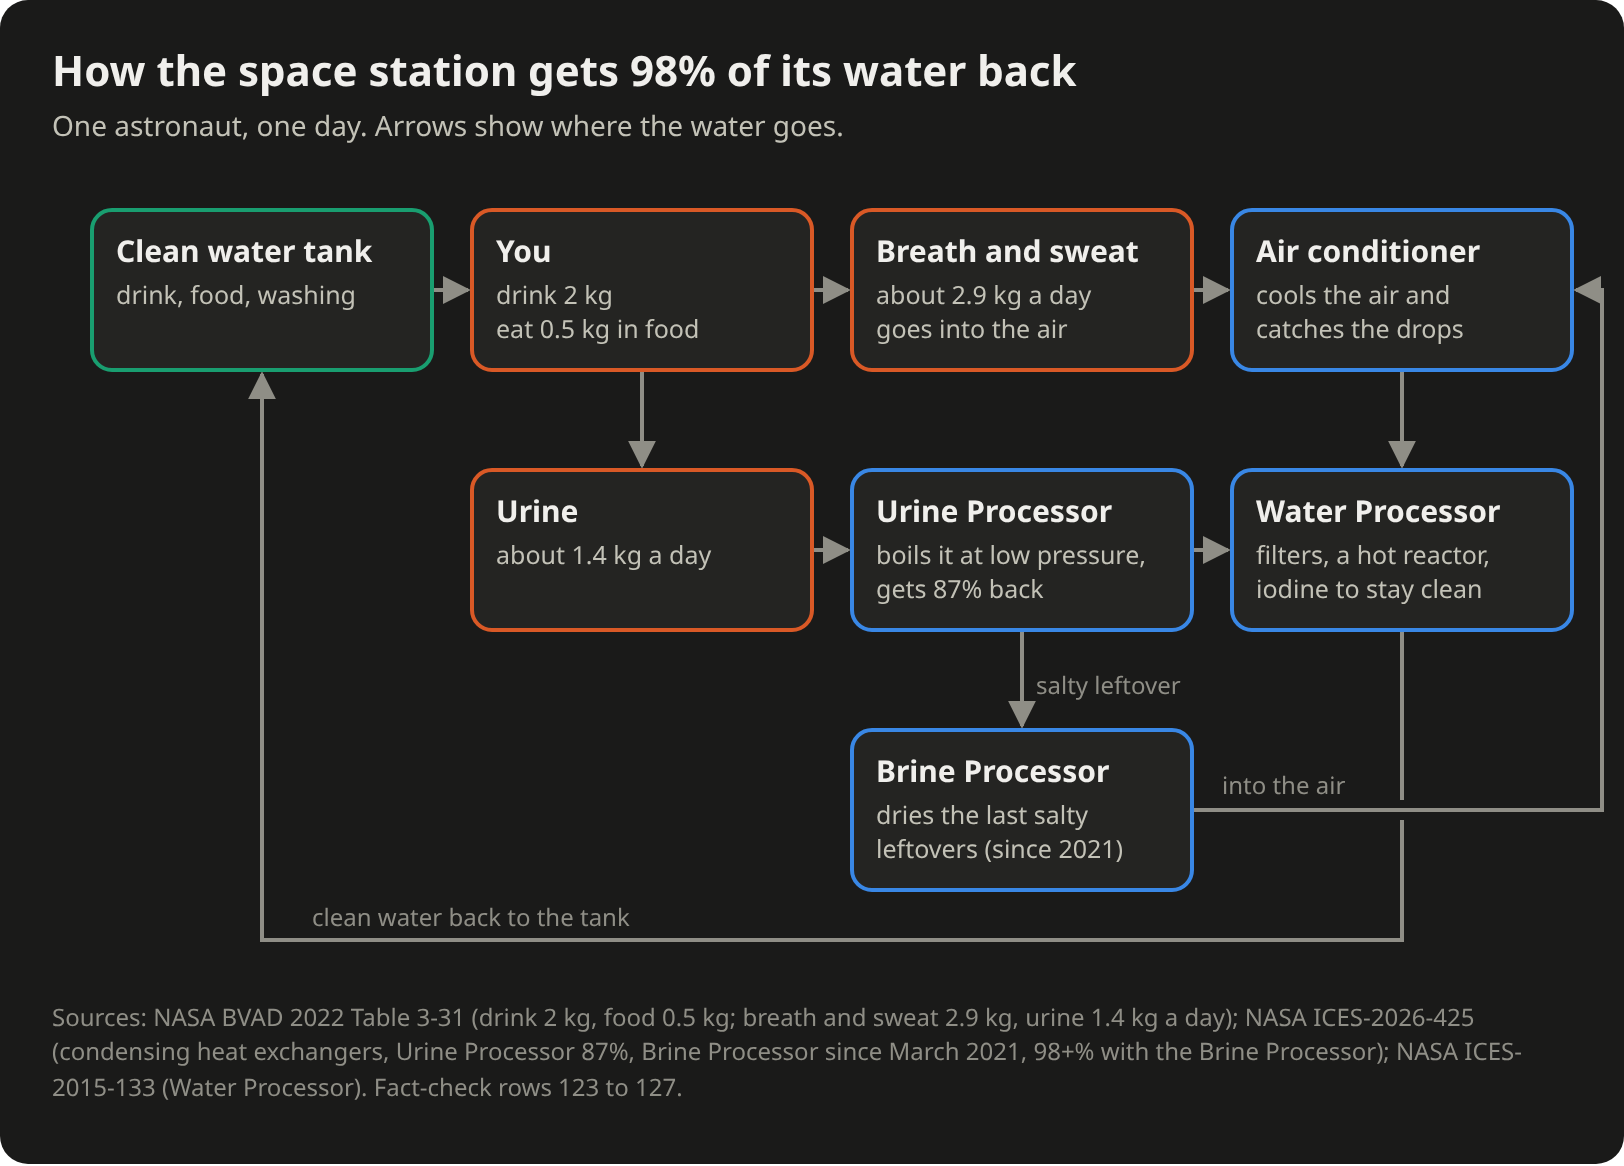 How the space station gets 98% of its water back
One astronaut, one day. Arrows show where the water goes.
Clean water tank
drink, food, washing
You
drink 2 kg
eat 0.5 kg in food
Breath and sweat
about 2.9 kg a day
goes into the air
Air conditioner
cools the air and
catches the drops
Urine
about 1.4 kg a day
Urine Processor
boils it at low pressure,
gets 87% back
Water Processor
filters, a hot reactor,
iodine to stay clean
salty leftover
Brine Processor
dries the last salty
leftovers (since 2021)
into the air
clean water back to the tank
Sources: NASA BVAD 2022 Table 3-31 (drink 2 kg, food 0.5 kg; breath and sweat 2.9 kg, urine 1.4 kg a day); NASA ICES-2026-425
(condensing heat exchangers, Urine Processor 87%, Brine Processor since March 2021, 98+% with the Brine Processor); NASA ICES-
2015-133 (Water Processor). Fact-check rows 123 to 127.